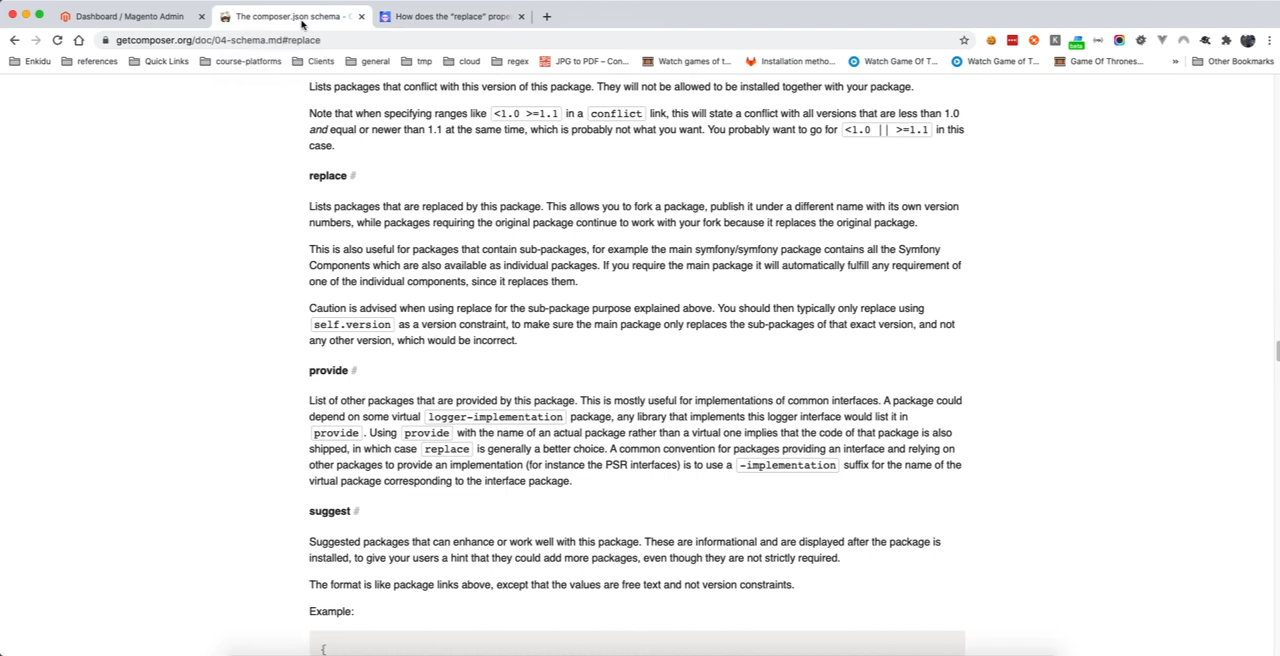 Dashboard / Magento Admin
The composer.json schema - C
How does the "replace" prope
getcomposer.org/doc/04-schema.md#replace
beta
Enkidu
references
Quick Links
course-platforms
Clients
general
tmp
cloud
regex
JPG to PDF – Con...
Watch games of t...
Installation metho...
Watch Game Of T...
Watch Game of T...
Game Of Thrones...
»
Other Bookmarks
Lists packages that conflict with this version of this package. They will not be allowed to be installed together with your package.
Note that when specifying ranges like <1.0 >=1.1 in a conflict link, this will state a conflict with all versions that are less than 1.0
and equal or newer than 1.1 at the same time, which is probably not what you want. You probably want to go for <1.0 || >=1.1 in this
case.
replace #
Lists packages that are replaced by this package. This allows you to fork a package, publish it under a different name with its own version
numbers, while packages requiring the original package continue to work with your fork because it replaces the original package.
This is also useful for packages that contain sub-packages, for example the main symfony/symfony package contains all the Symfony
Components which are also available as individual packages. If you require the main package it will automatically fulfill any requirement of
one of the individual components, since it replaces them.
Caution is advised when using replace for the sub-package purpose explained above. You should then typically only replace using
self.version as a version constraint, to make sure the main package only replaces the sub-packages of that exact version, and not
any other version, which would be incorrect.
provide #
List of other packages that are provided by this package. This is mostly useful for implementations of common interfaces. A package could
depend on some virtual logger-implementation package, any library that implements this logger interface would list it in
provide . Using provide with the name of an actual package rather than a virtual one implies that the code of that package is also
shipped, in which case replace is generally a better choice. A common convention for packages providing an interface and relying on
other packages to provide an implementation (for instance the PSR interfaces) is to use a -implementation suffix for the name of the
virtual package corresponding to the interface package.
suggest #
Suggested packages that can enhance or work well with this package. These are informational and are displayed after the package is
installed, to give your users a hint that they could add more packages, even though they are not strictly required.
The format is like package links above, except that the values are free text and not version constraints.
Example:
{